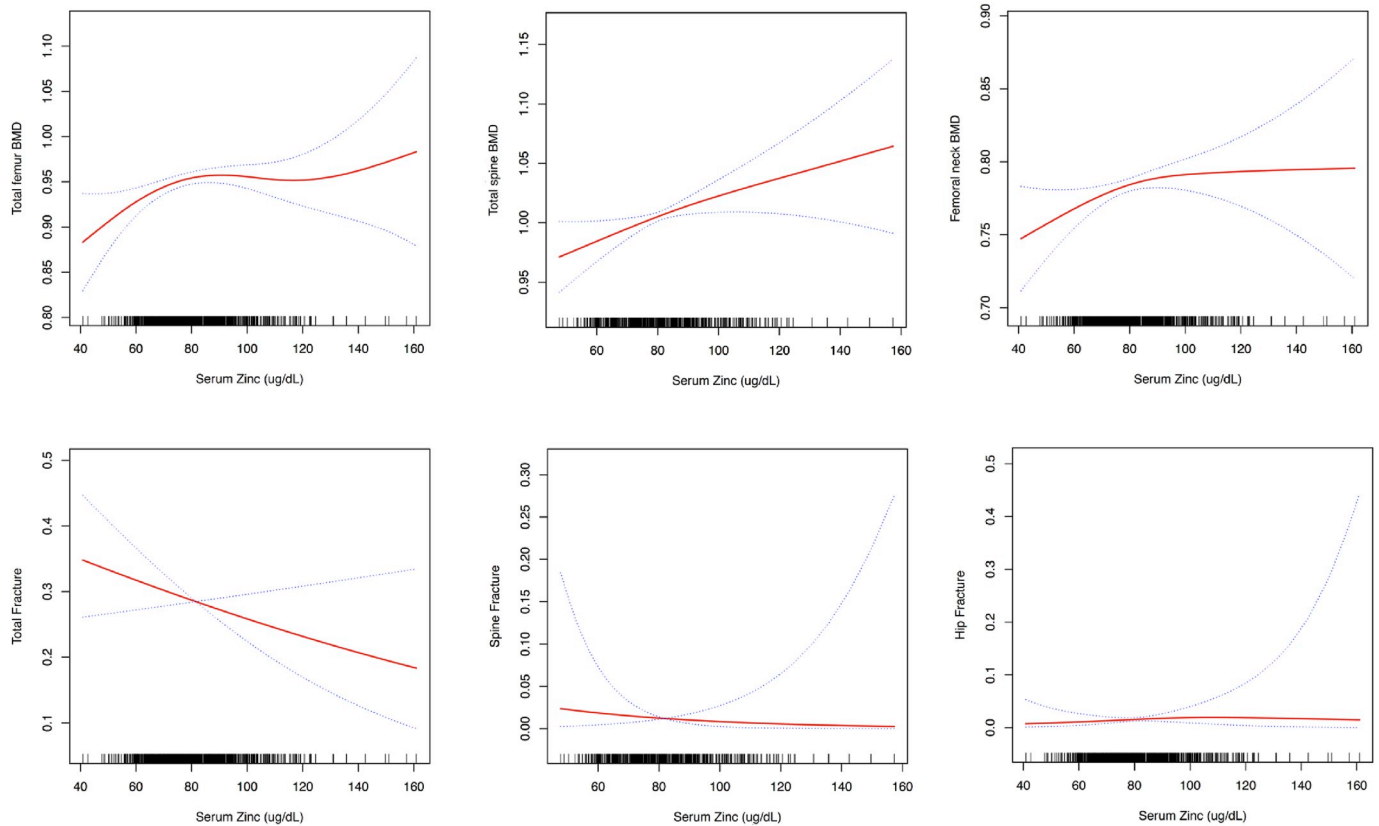 Total femur BMD
1.10
1.05
1.00
0.95
0.90
0.85
0.80
40 60 80 100 120 140 160
Serum Zinc (ug/dL)
Total spine BMD
1.15
1.10
1.05
1.00
0.95
60 80 100 120 140 160
Serum Zinc (ug/dL)
Femoral neck BMD
0.90
0.85
0.80
0.75
0.70
40 60 80 100 120 140 160
Serum Zinc (ug/dL)
Total Fracture
0.5
0.4
0.3
0.2
0.1
40 60 80 100 120 140 160
Serum Zinc (ug/dL)
Spine Fracture
0.30
0.25
0.20
0.15
0.10
0.05
0.00
60 80 100 120 140 160
Serum Zinc (ug/dL)
Hip Fracture
0.5
0.4
0.3
0.2
0.1
0.0
40 60 80 100 120 140 160
Serum Zinc (ug/dL)